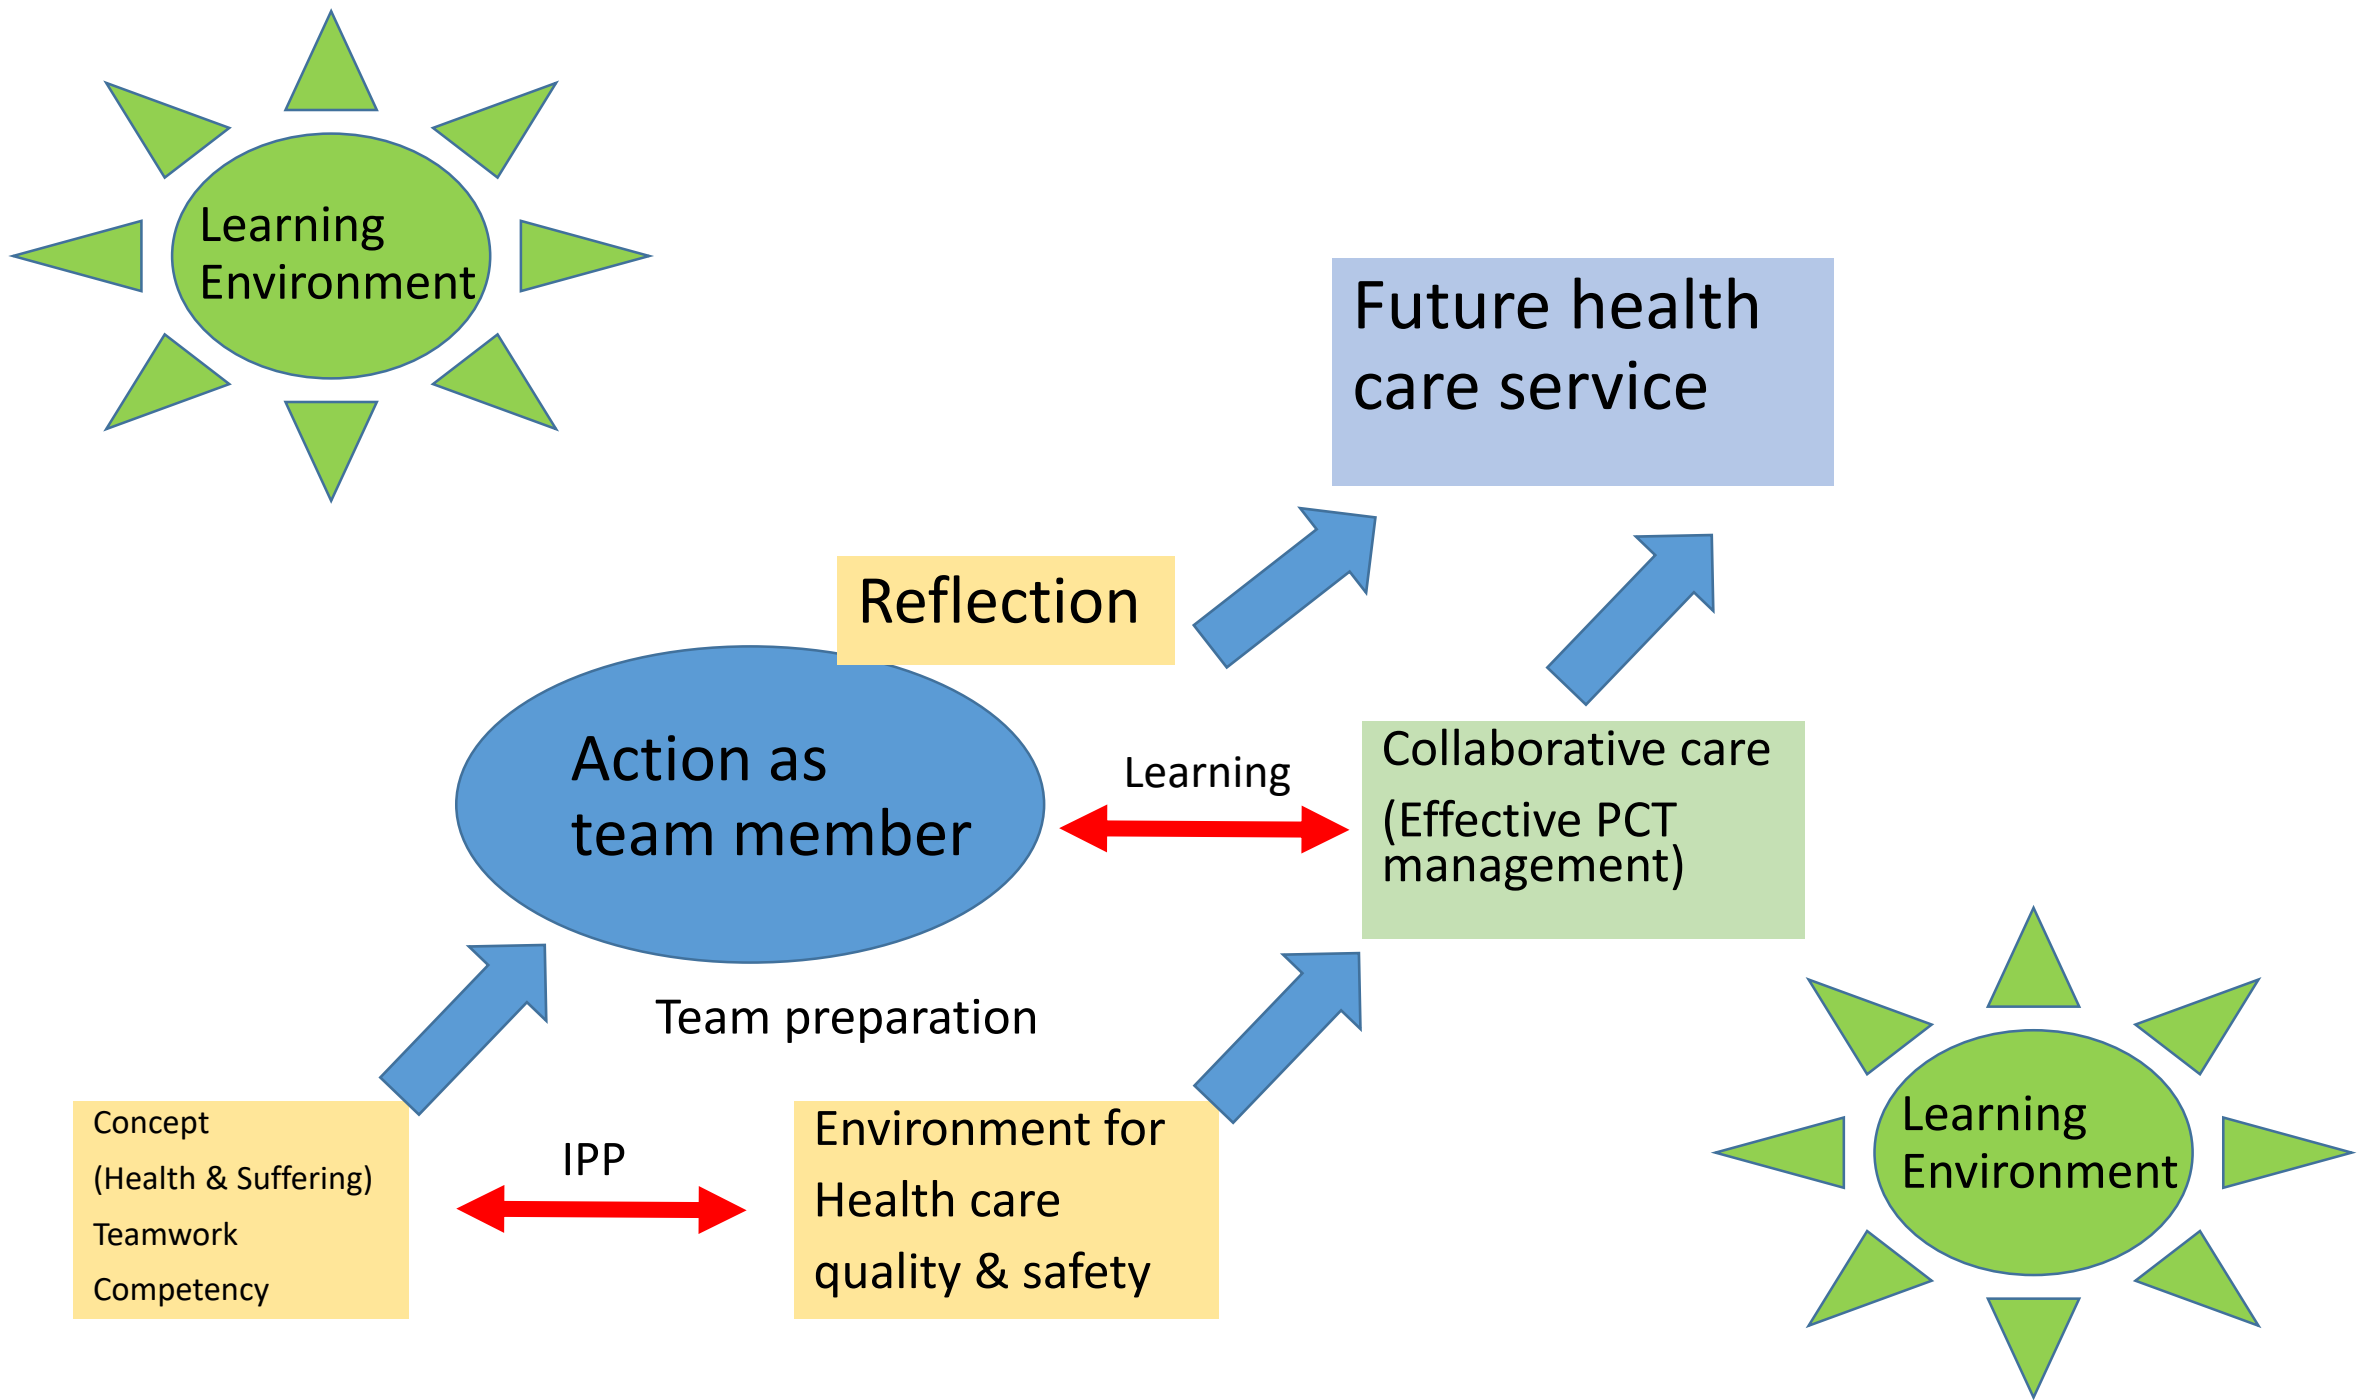 Learning
Environment
Future health
care service
Reflection
Action as
team member
Learning
Collaborative care
(Effective PCT
management)
Team preparation
Concept
(Health & Suffering)
Teamwork
Competency
IPP
Environment for
Health care
quality & safety
Learning
Environment